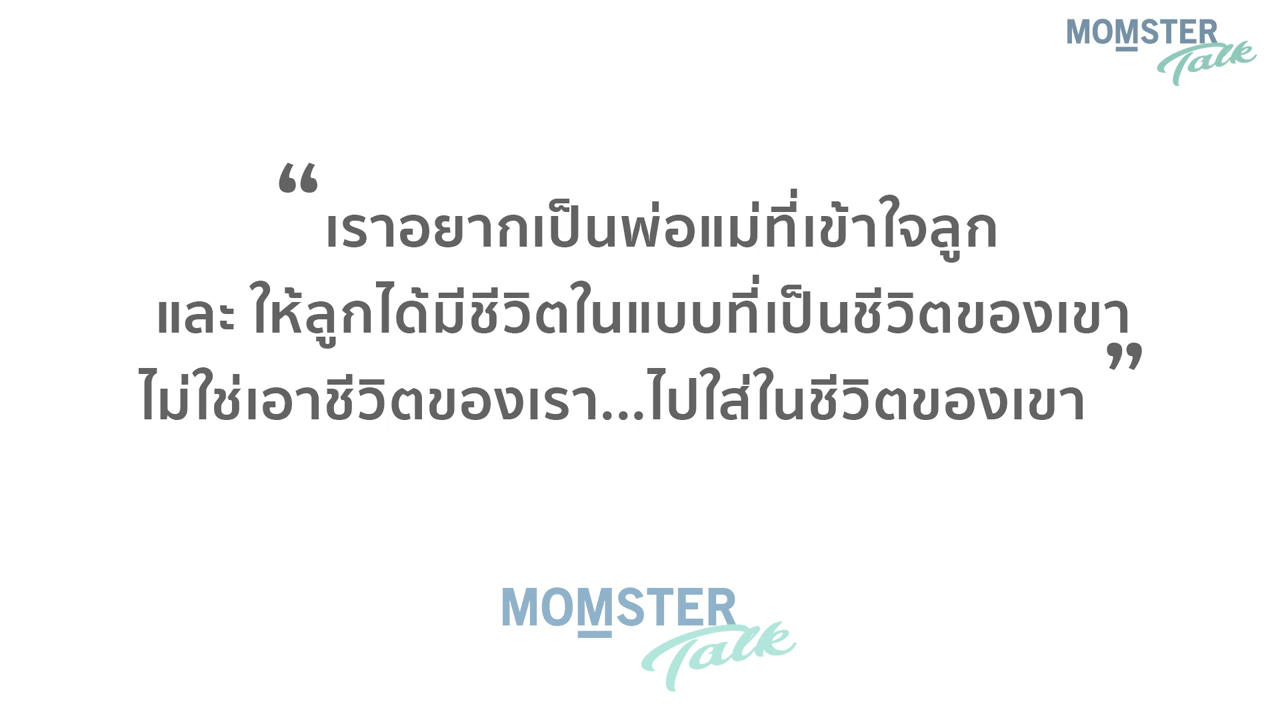 MOMSTER
Talk
“เราอยากเป็นพ่อแม่ที่เข้าใจลูก
และ ให้ลูกได้มีชีวิตในแบบที่เป็นชีวิตของเขา
ไม่ใช่เอาชีวิตของเรา...ไปใส่ในชีวิตของเขา”
MOMSTER
Talk